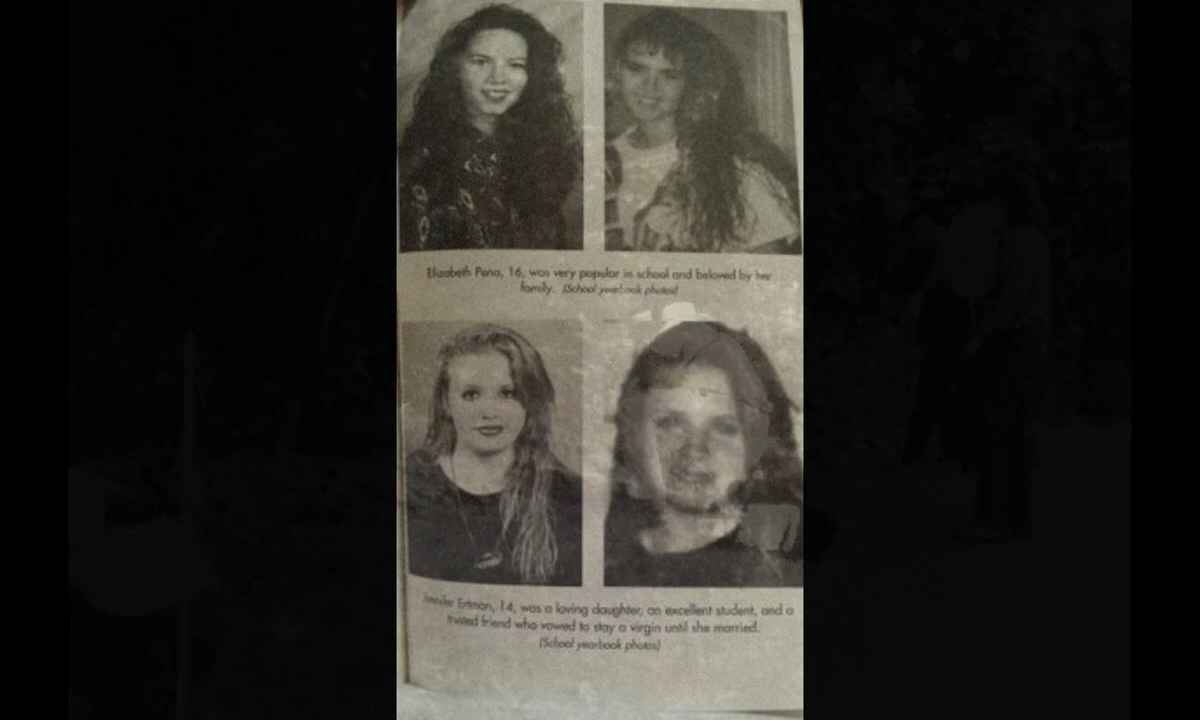 Elizabeth Pena, 16, was very popular in school and beloved by her
family. (School yearbook photos)
Jennifer Ertman, 14, was a loving daughter, an excellent student, and a
trusted friend who vowed to stay a virgin until she married.
(School yearbook photos)